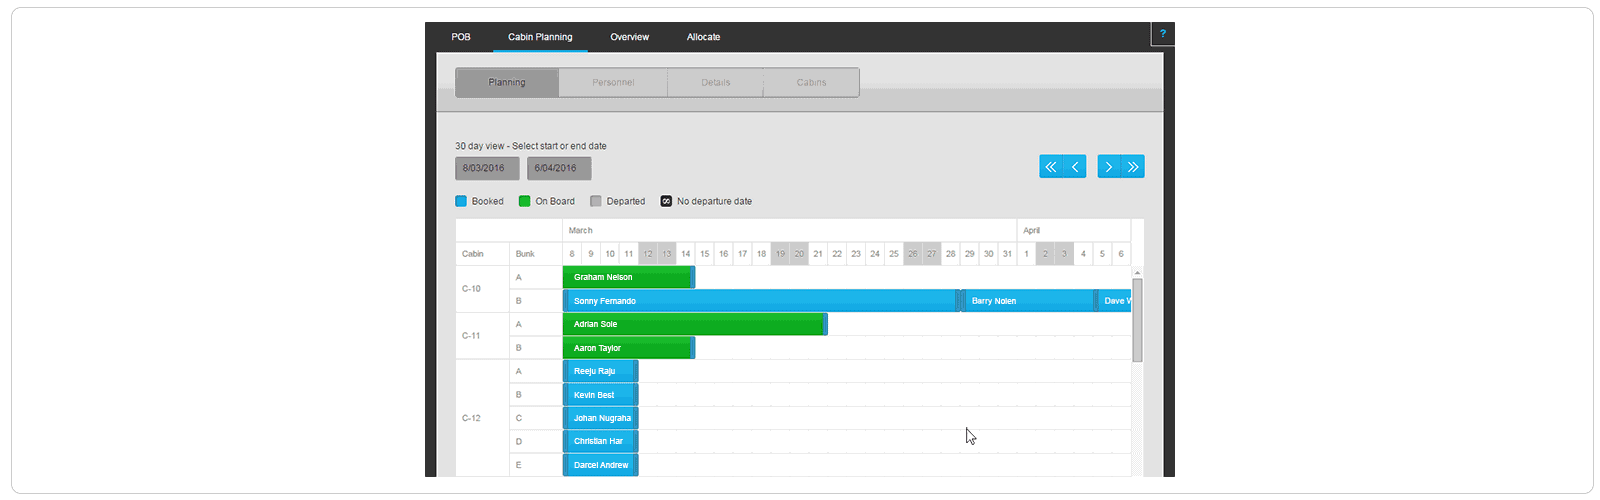 POB Cabin Planning Overview Allocate ?
Planning Personnel Details Cabins
30 day view - Select start or end date
8/03/2016 6/04/2016
Booked On Board Departed No departure date
March April
Cabin Bunk 8 9 10 11 12 13 14 15 16 17 18 19 20 21 22 23 24 25 26 27 28 29 30 31 1 2 3 4 5 6
C-10
A Graham Nelson
B Sonny Fernando Barry Nolen Dave W
C-11
A Adrian Sole
B Aaron Taylor
C-12
A Reeju Raju
B Kevin Best
C Johan Nugraha
D Christian Har
E Darcel Andrew